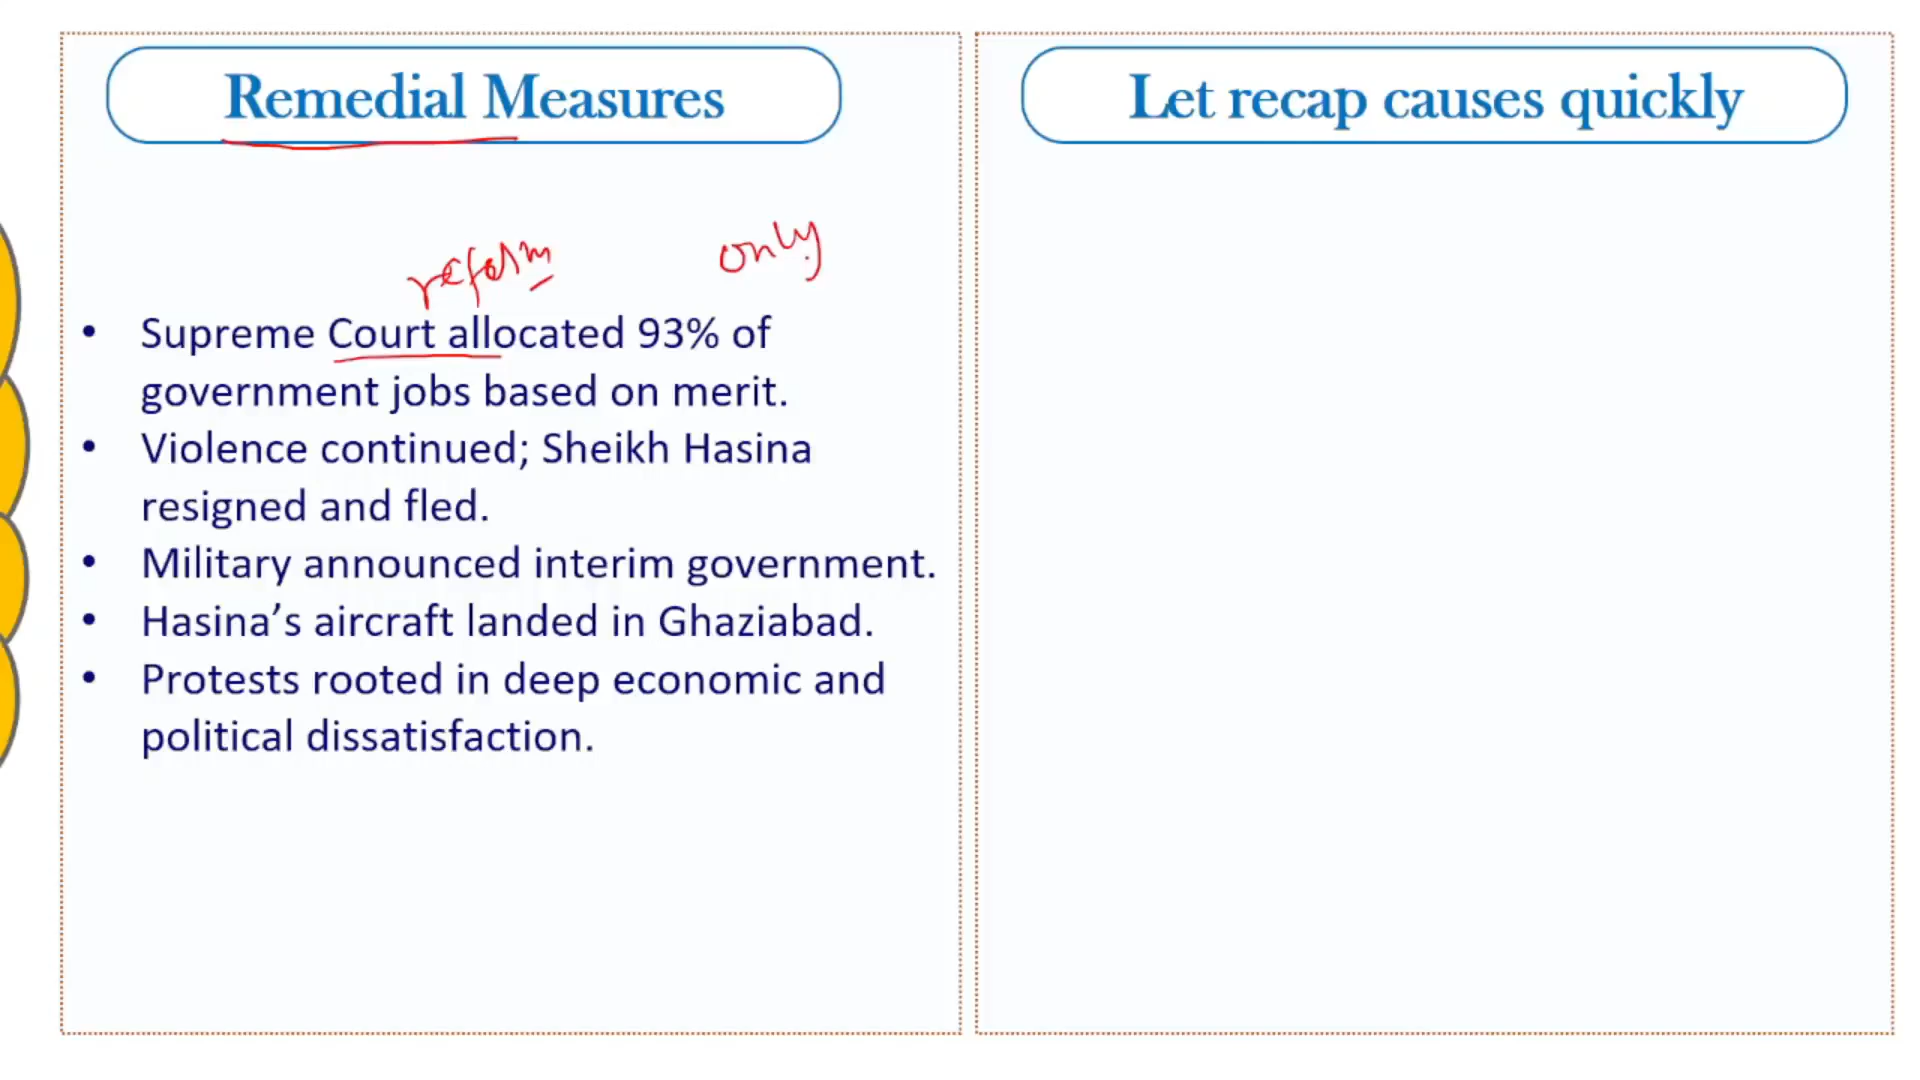 Remedial Measures
reform only
• Supreme Court allocated 93% of
government jobs based on merit.
• Violence continued; Sheikh Hasina
resigned and fled.
• Military announced interim government.
• Hasina’s aircraft landed in Ghaziabad.
• Protests rooted in deep economic and
political dissatisfaction.
Let recap causes quickly